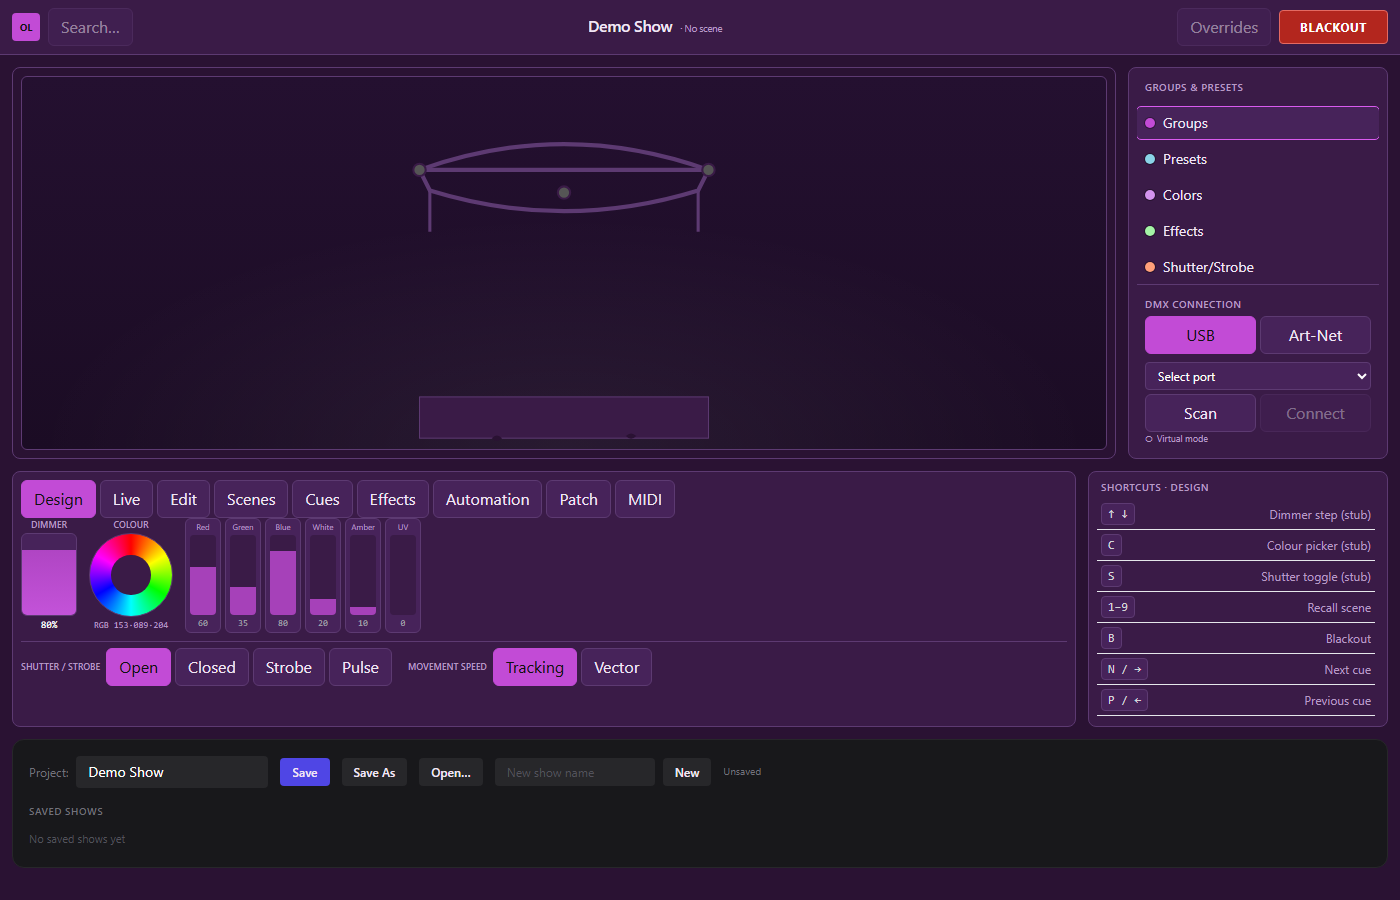 OL
Search...
Demo Show · No scene
Overrides
BLACKOUT
GROUPS & PRESETS
Groups
Presets
Colors
Effects
Shutter/Strobe
DMX CONNECTION
USB
Art-Net
Select port
Scan
Connect
Virtual mode
Design
Live
Edit
Scenes
Cues
Effects
Automation
Patch
MIDI
DIMMER
80%
COLOUR
RGB 153·089·204
Red
60
Green
35
Blue
80
White
20
Amber
10
UV
0
SHUTTER / STROBE
Open
Closed
Strobe
Pulse
MOVEMENT SPEED
Tracking
Vector
SHORTCUTS · DESIGN
↑ ↓ Dimmer step (stub)
C Colour picker (stub)
S Shutter toggle (stub)
1–9 Recall scene
B Blackout
N / → Next cue
P / ← Previous cue
Project:
Demo Show
Save
Save As
Open...
New show name
New
Unsaved
SAVED SHOWS
No saved shows yet